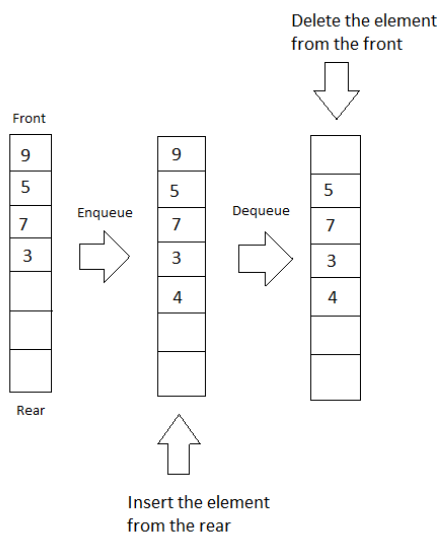 Delete the element
from the front
Front
9
5
7
3
Rear
Enqueue
9
5
7
3
4
Insert the element
from the rear
Dequeue
5
7
3
4